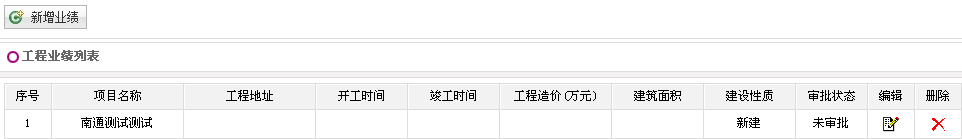 新增业绩
工程业绩列表
序号 项目名称 工程地址 开工时间 竣工时间 工程造价(万元) 建筑面积 建设性质 审批状态 编辑 删除
1 南通测试测试 新建 未审批